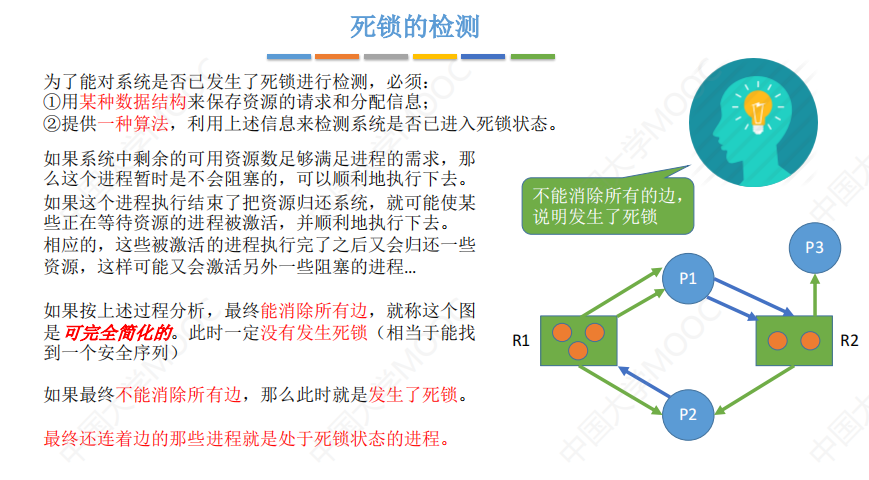 死锁的检测
为了能对系统是否已发生了死锁进行检测，必须：
①用某种数据结构来保存资源的请求和分配信息；
②提供一种算法，利用上述信息来检测系统是否已进入死锁状态。
如果系统中剩余的可用资源数足够满足进程的需求，那
么这个进程暂时是不会阻塞的，可以顺利地执行下去。
如果这个进程执行结束了把资源归还系统，就可能使某
些正在等待资源的进程被激活，并顺利地执行下去。
相应的，这些被激活的进程执行完了之后又会归还一些
资源，这样可能又会激活另外一些阻塞的进程...
如果按上述过程分析，最终能消除所有边，就称这个图
是可完全简化的。此时一定没有发生死锁（相当于能找
到一个安全序列）
如果最终不能消除所有边，那么此时就是发生了死锁。
最终还连着边的那些进程就是处于死锁状态的进程。
不能消除所有的边，
说明发生了死锁
P3
P1
R1
R2
P2
中国大学MOOC